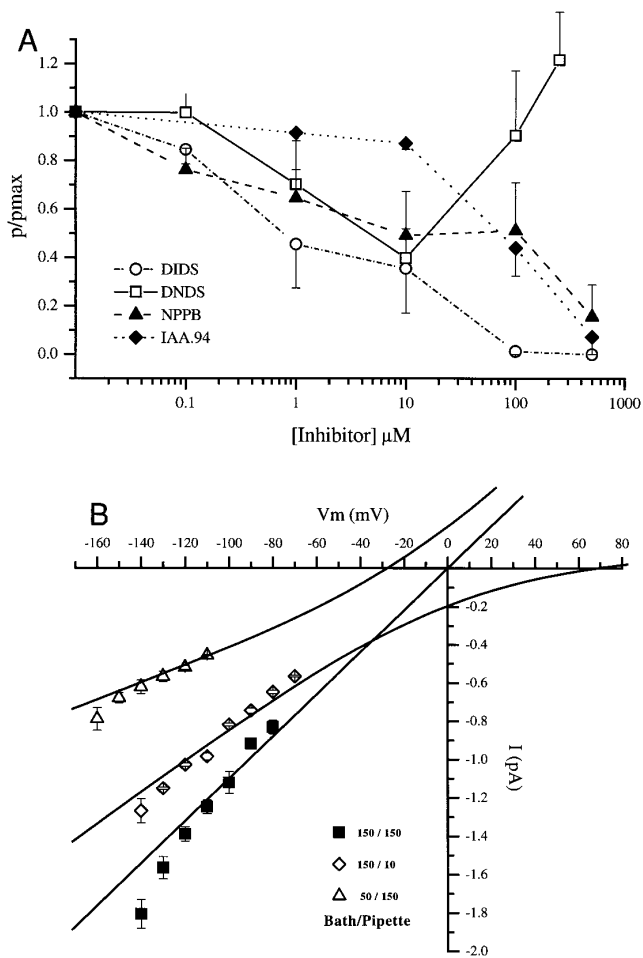 A
p/pmax
1.2
1.0
0.8
0.6
0.4
0.2
0.0
DIDS
DNDS
NPPB
IAA.94
0.1
1
10
100
1000
[Inhibitor] µM
B
Vm (mV)
-160 -140 -120 -100 -80 -60 -40 -20 0 20 40 60 80
-0.2
-0.4
-0.6
-0.8
-1.0
-1.2
-1.4
-1.6
-1.8
-2.0
I (pA)
150 / 150
150 / 10
50 / 150
Bath/Pipette